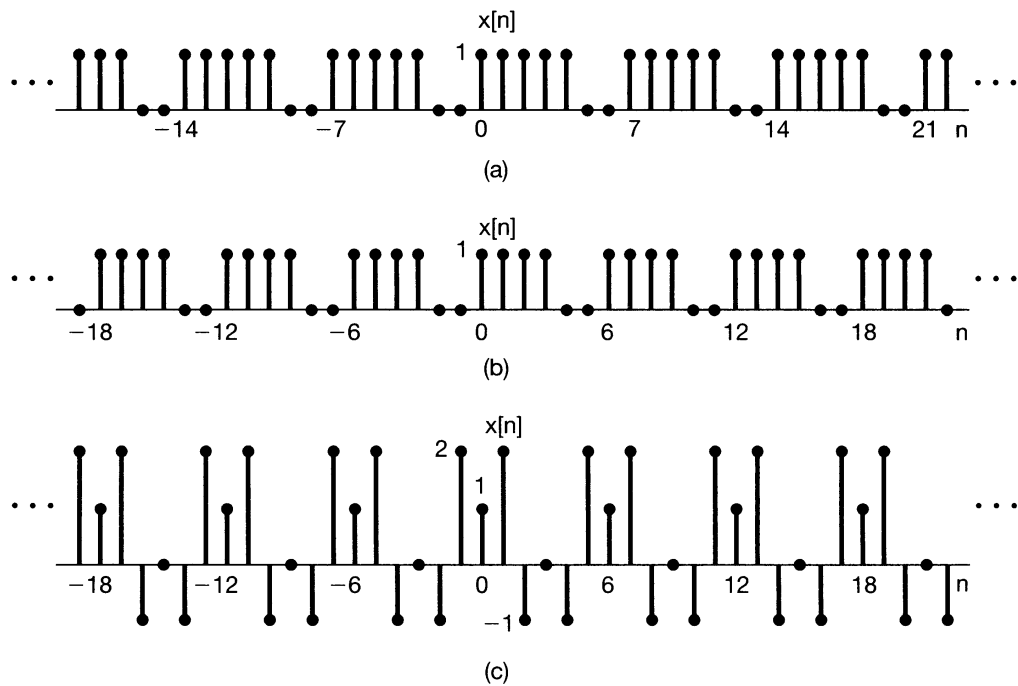 x[n]
1
. . . . . .
−14 −7 0 7 14 21 n
(a)
x[n]
1
. . . . . .
−18 −12 −6 0 6 12 18 n
(b)
x[n]
2
1
. . . . . .
−18 −12 −6 0 6 12 18 n
−1
(c)